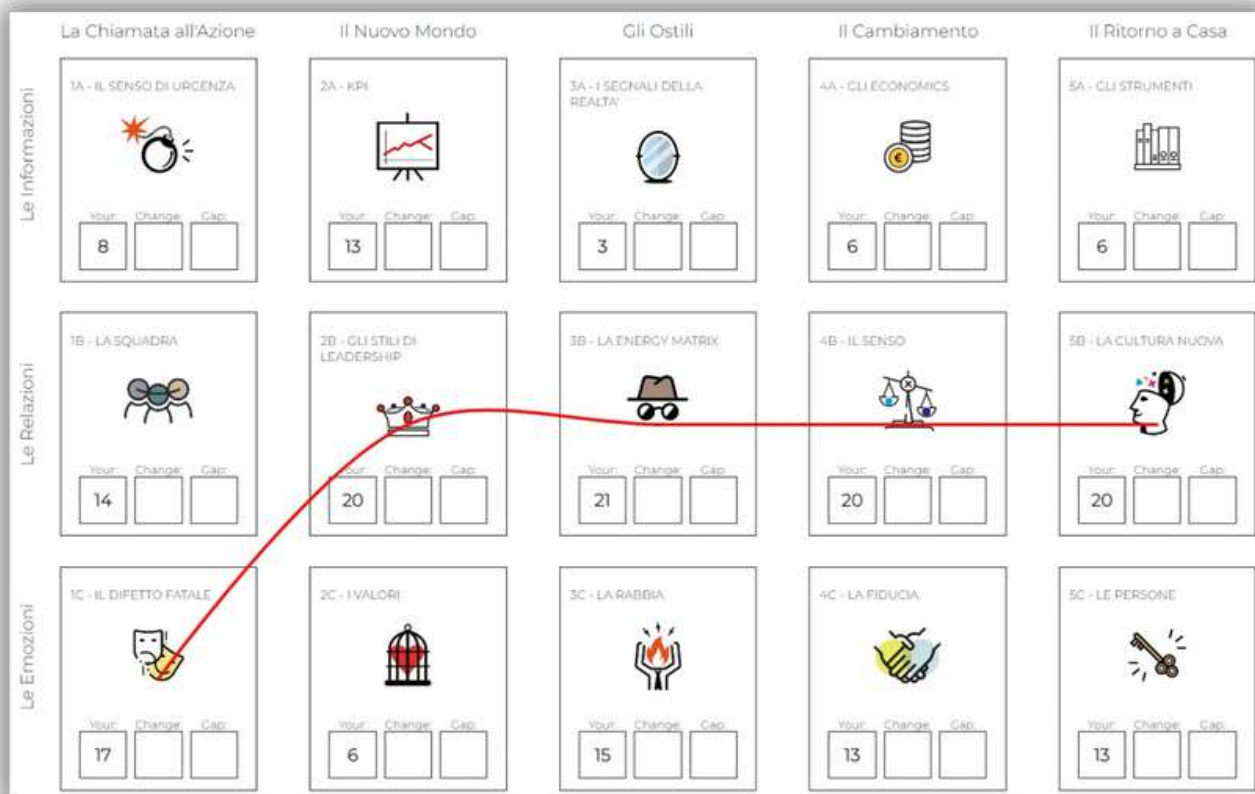 La Chiamata all'Azione
Il Nuovo Mondo
Gli Ostili
Il Cambiamento
Il Ritorno a Casa
Le Informazioni
1A - IL SENSO DI URGENZA
Your: Change: Gap:
8
2A - KPI
Your: Change: Gap:
13
3A - I SEGNALI DELLA
REALTA'
Your: Change: Gap:
3
4A - GLI ECONOMICS
€
Your: Change: Gap:
6
5A - GLI STRUMENTI
Your: Change: Gap:
6
Le Relazioni
1B - LA SQUADRA
Your: Change: Gap:
14
2B - GLI STILI DI
LEADERSHIP
Your: Change: Gap:
20
3B - LA ENERGY MATRIX
Your: Change: Gap:
21
4B - IL SENSO
Your: Change: Gap:
20
5B - LA CULTURA NUOVA
Your: Change: Gap:
20
Le Emozioni
1C - IL DIFETTO FATALE
Your: Change: Gap:
17
2C - I VALORI
Your: Change: Gap:
6
3C - LA RABBIA
Your: Change: Gap:
15
4C - LA FIDUCIA
Your: Change: Gap:
13
5C - LE PERSONE
Your: Change: Gap:
13